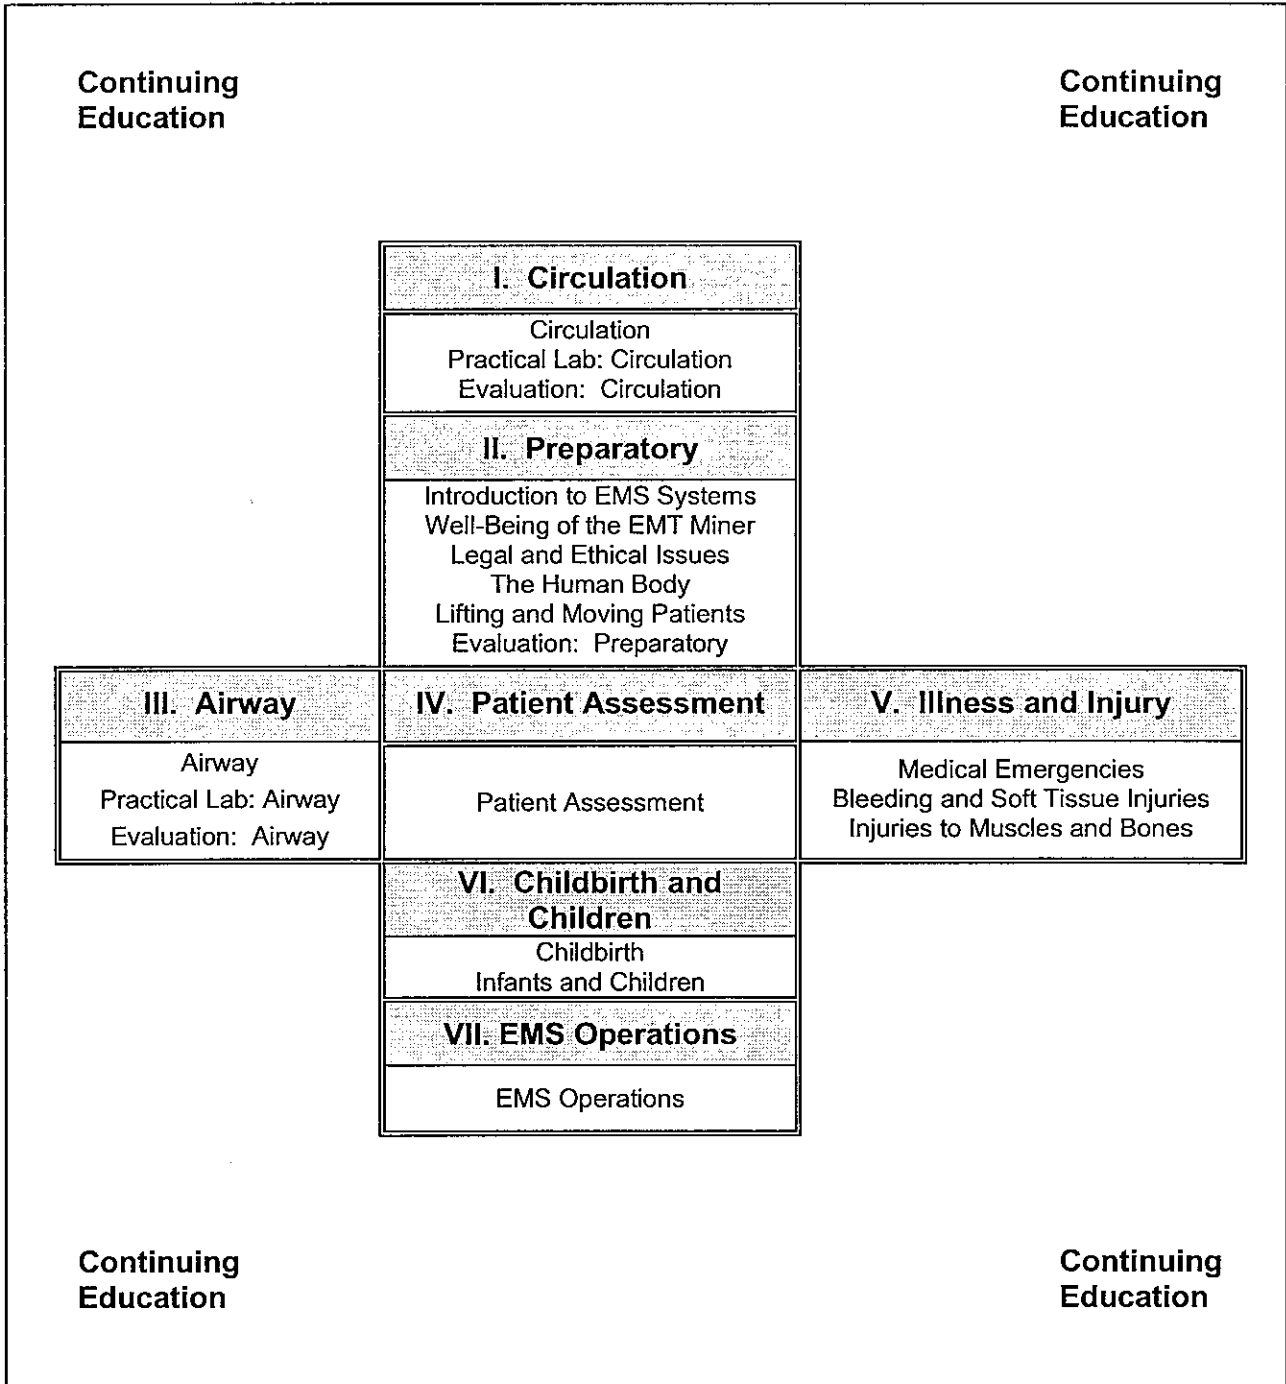 Continuing
Education
Continuing
Education
I. Circulation
Circulation
Practical Lab: Circulation
Evaluation: Circulation
II. Preparatory
Introduction to EMS Systems
Well-Being of the EMT Miner
Legal and Ethical Issues
The Human Body
Lifting and Moving Patients
Evaluation: Preparatory
III. Airway
Airway
Practical Lab: Airway
Evaluation: Airway
IV. Patient Assessment
Patient Assessment
V. Illness and Injury
Medical Emergencies
Bleeding and Soft Tissue Injuries
Injuries to Muscles and Bones
VI. Childbirth and
Children
Childbirth
Infants and Children
VII. EMS Operations
EMS Operations
Continuing
Education
Continuing
Education